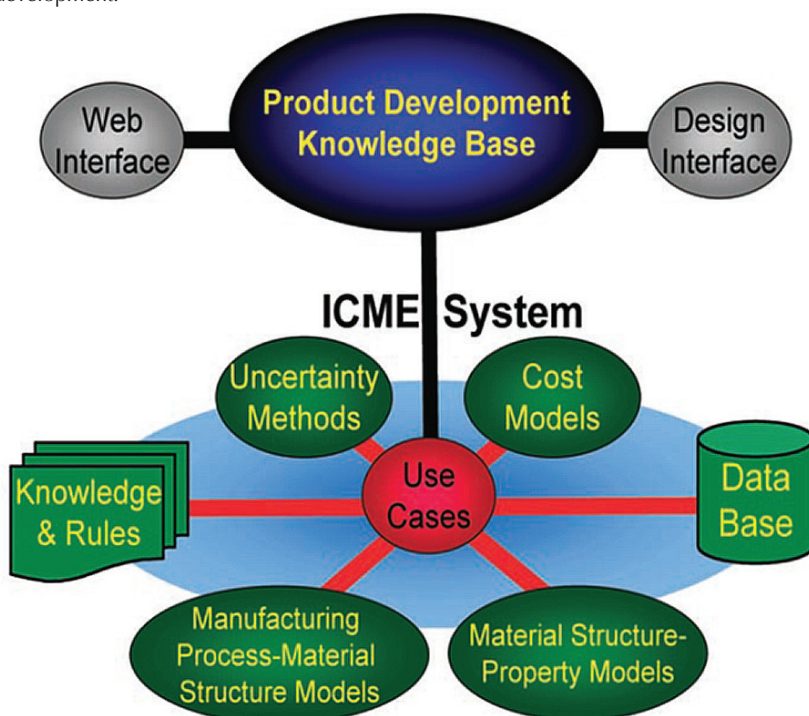 development.
Product Development
Knowledge Base
Web
Interface
Design
Interface
ICME System
Uncertainty
Methods
Cost
Models
Knowledge
& Rules
Use
Cases
Data
Base
Manufacturing
Process-Material
Structure Models
Material Structure-
Property Models